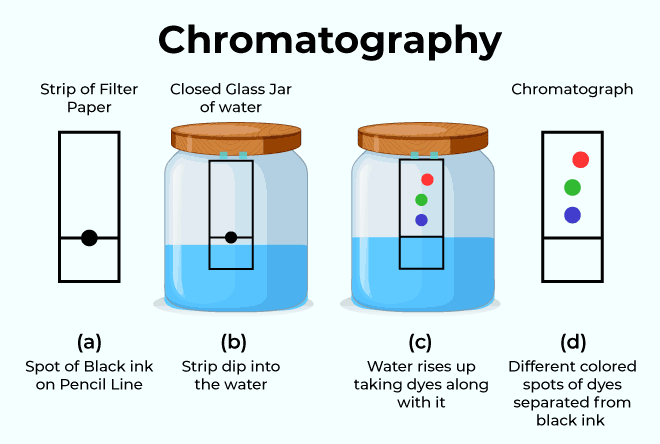 Chromatography
Strip of Filter
Paper
Closed Glass Jar
of water
Chromatograph
(a)
Spot of Black ink
on Pencil Line
(b)
Strip dip into
the water
(c)
Water rises up
taking dyes along
with it
(d)
Different colored
spots of dyes
separated from
black ink